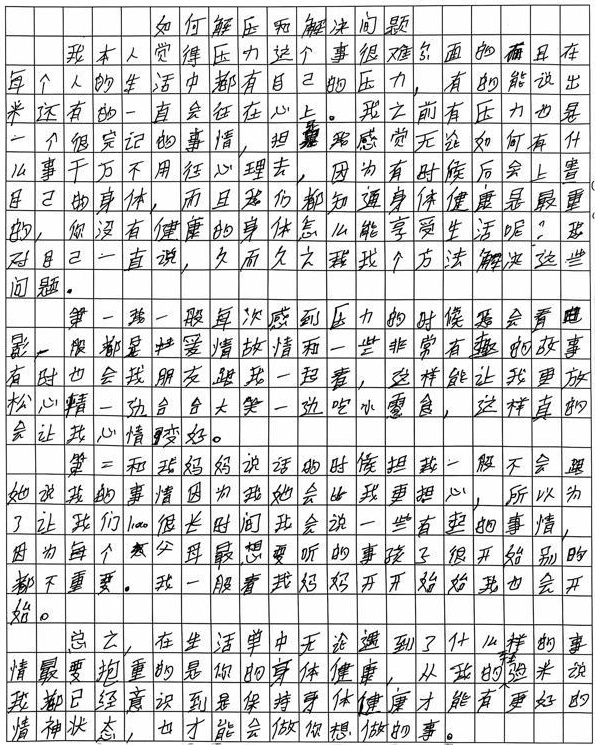 如何解压和解决问题
我本人觉得压力这个事很难尔面的而且在
每个人的生活中都有自己的压力，有的能说出
米还有的一直会征在心上。我之前有压力也是
一个很完记的事情，担是我感觉无论如何有什
么事千万不用征心理去，因为有时候后会上害
自己的身体，而且我们都知通身体健康是最重
的，你没有健康的身体怎么能享受生活呢？我
对自己一直说，久而久之我找个方法解决这些
问题。
第一我一般每次感到压力的时候我会看电
影，一般都是爱情故情和一些非常有趣的故事
有时也会我朋友跟我一起看，这样能让我更放
松心情一边台台大笑一边吃水零食，这样真的
会让我心情变好。
第二和我妈妈说话的时候担我一般不会跟
她说我的事情因为我她会比我更担心，所以为
了让我们很长时间我会说一些有趣的事情，
因为每个父母最想要听的事孩了很开始别的
都不重要。我一般看我妈妈开开始始我也会开
始。
总之，在生活单中无论遇到了什么样的事
情最要抱重的是你的身体健康，从我的经验米说
我都已经意识到是保持身体健康才能有更好的
情神状态，也才能会做你想做的事。